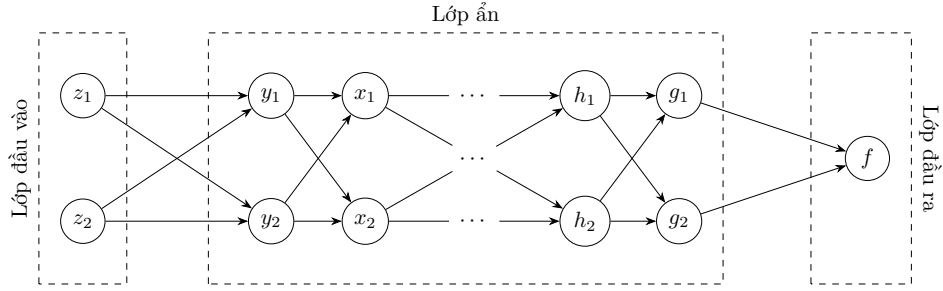 Lớp ẩn
Lớp đầu vào
z1 y1 x1 ··· h1 g1
··· f
z2 y2 x2 ··· h2 g2
Lớp đầu ra